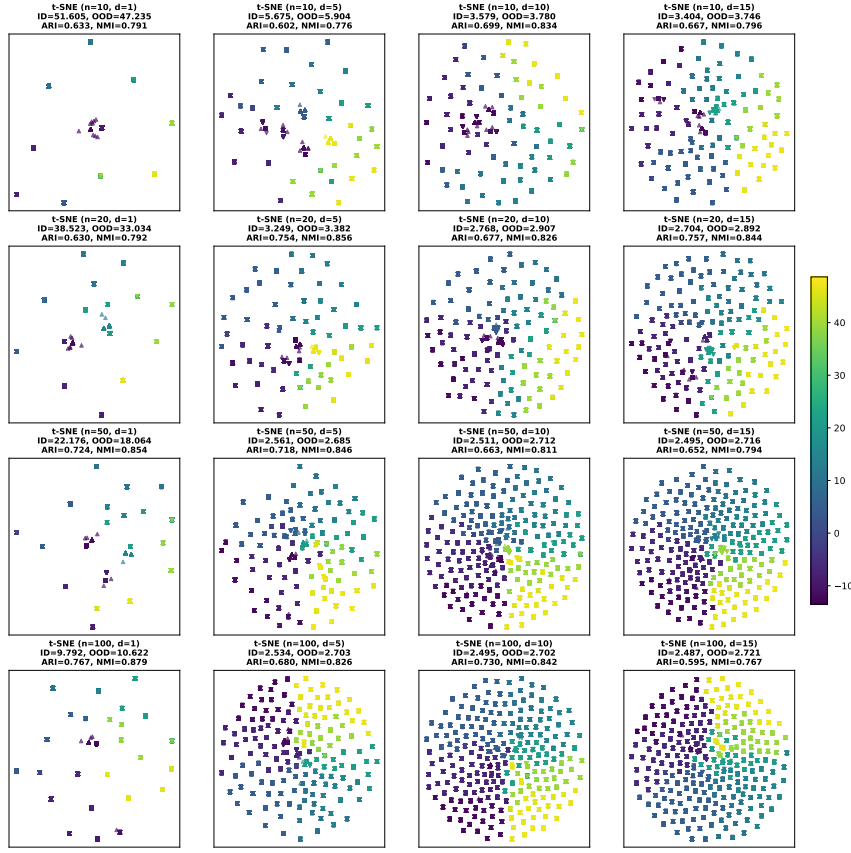 t-SNE (n=10, d=1)
ID=51.605, OOD=47.235
ARI=0.633, NMI=0.791
t-SNE (n=10, d=5)
ID=5.675, OOD=5.904
ARI=0.602, NMI=0.776
t-SNE (n=10, d=10)
ID=3.579, OOD=3.780
ARI=0.699, NMI=0.834
t-SNE (n=10, d=15)
ID=3.404, OOD=3.746
ARI=0.667, NMI=0.796
t-SNE (n=20, d=1)
ID=38.523, OOD=33.034
ARI=0.630, NMI=0.792
t-SNE (n=20, d=5)
ID=3.249, OOD=3.382
ARI=0.754, NMI=0.856
t-SNE (n=20, d=10)
ID=2.768, OOD=2.907
ARI=0.677, NMI=0.826
t-SNE (n=20, d=15)
ID=2.704, OOD=2.892
ARI=0.757, NMI=0.844
t-SNE (n=50, d=1)
ID=22.176, OOD=18.064
ARI=0.724, NMI=0.854
t-SNE (n=50, d=5)
ID=2.561, OOD=2.685
ARI=0.718, NMI=0.846
t-SNE (n=50, d=10)
ID=2.511, OOD=2.712
ARI=0.663, NMI=0.811
t-SNE (n=50, d=15)
ID=2.495, OOD=2.716
ARI=0.652, NMI=0.794
t-SNE (n=100, d=1)
ID=9.792, OOD=10.622
ARI=0.767, NMI=0.879
t-SNE (n=100, d=5)
ID=2.534, OOD=2.703
ARI=0.680, NMI=0.826
t-SNE (n=100, d=10)
ID=2.495, OOD=2.702
ARI=0.730, NMI=0.842
t-SNE (n=100, d=15)
ID=2.487, OOD=2.721
ARI=0.595, NMI=0.767
40
30
20
10
0
−10